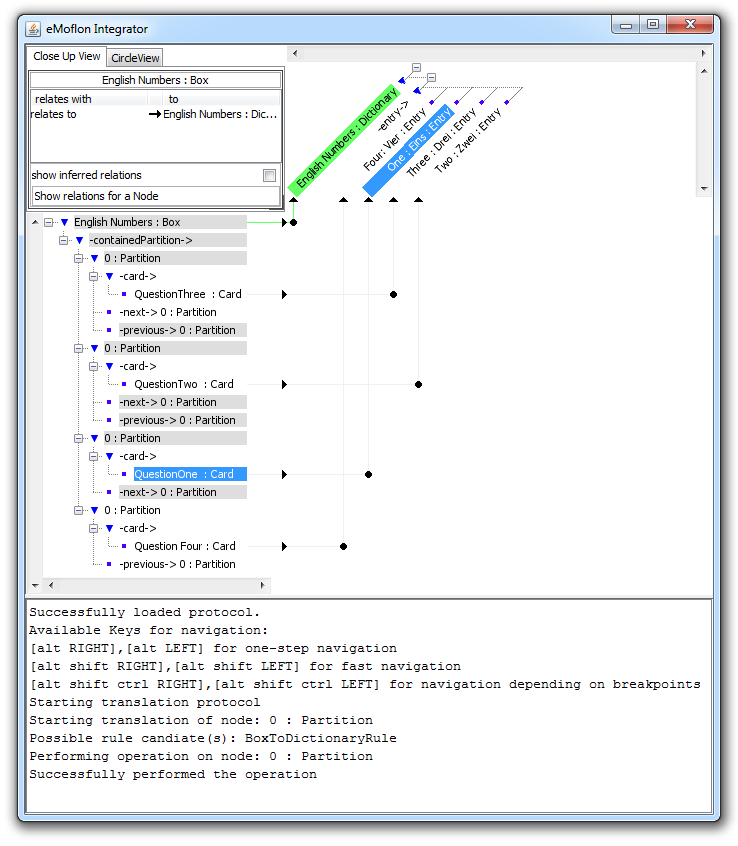 eMoflon Integrator
Close Up View
CircleView
English Numbers : Box
relates with to
relates to English Numbers : Dic...
show inferred relations
Show relations for a Node
English Numbers : Dictionary
-entry->
Four: Vier : Entry
One : Eins : Entry
Three : Drei : Entry
Two : Zwei : Entry
English Numbers : Box
-containedPartition->
0 : Partition
-card->
QuestionThree : Card
-next-> 0 : Partition
-previous-> 0 : Partition
0 : Partition
-card->
QuestionTwo : Card
-next-> 0 : Partition
-previous-> 0 : Partition
0 : Partition
-card->
QuestionOne : Card
-next-> 0 : Partition
0 : Partition
-card->
Question Four : Card
-previous-> 0 : Partition
Successfully loaded protocol.
Available Keys for navigation:
[alt RIGHT],[alt LEFT] for one-step navigation
[alt shift RIGHT],[alt shift LEFT] for fast navigation
[alt shift ctrl RIGHT],[alt shift ctrl LEFT] for navigation depending on breakpoints
Starting translation protocol
Starting translation of node: 0 : Partition
Possible rule candiate(s): BoxToDictionaryRule
Performing operation on node: 0 : Partition
Successfully performed the operation